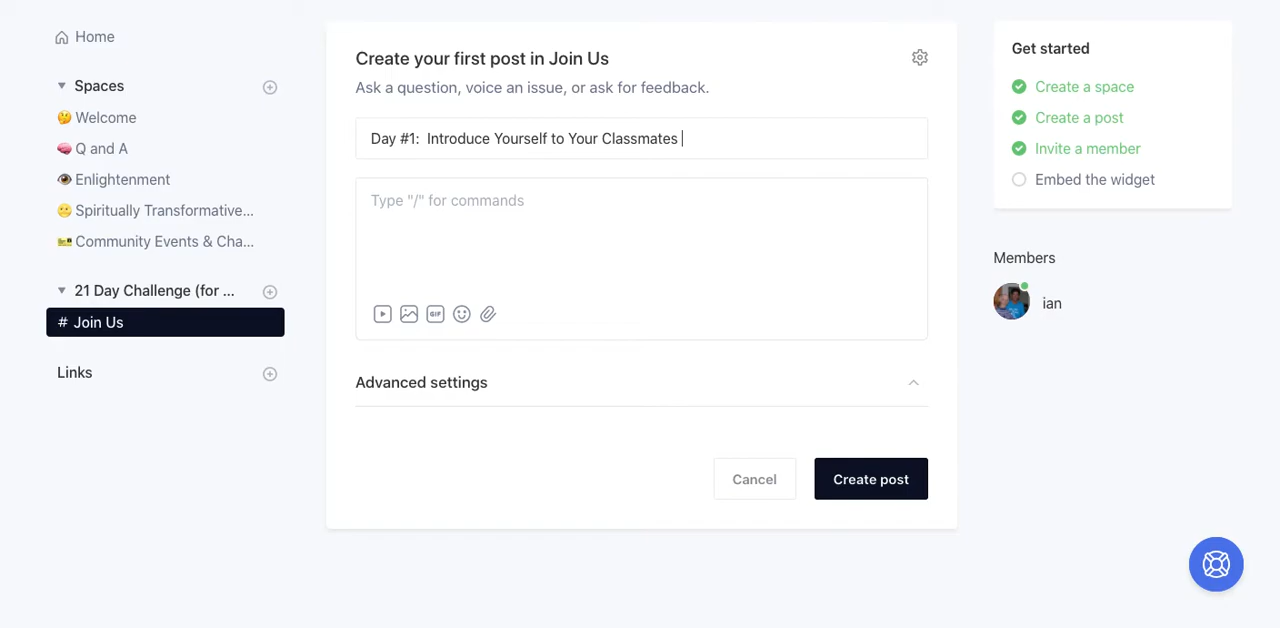 Home
Spaces
Welcome
Q and A
Enlightenment
Spiritually Transformative...
Community Events & Cha...
21 Day Challenge (for ...
# Join Us
Links
Create your first post in Join Us
Ask a question, voice an issue, or ask for feedback.
Day #1:  Introduce Yourself to Your Classmates
Type "/" for commands
GIF
Advanced settings
Cancel
Create post
Get started
Create a space
Create a post
Invite a member
Embed the widget
Members
ian